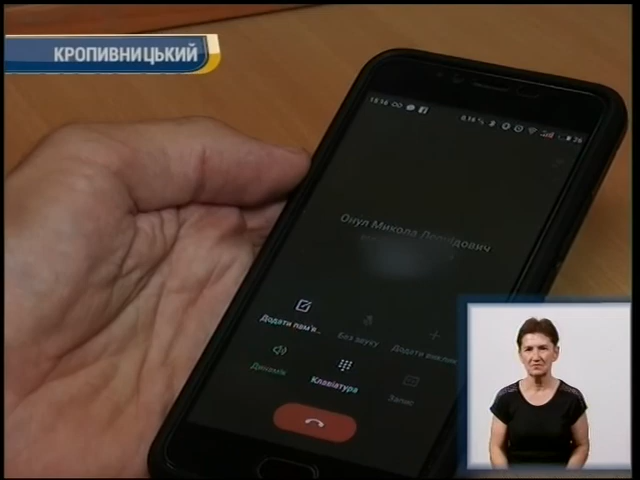 КРОПИВНИЦЬКИЙ
Онул Микола Леонідович
Додати пам'я...
Без звуку
Додати виклик
Динамік
Клавіатура
Запис